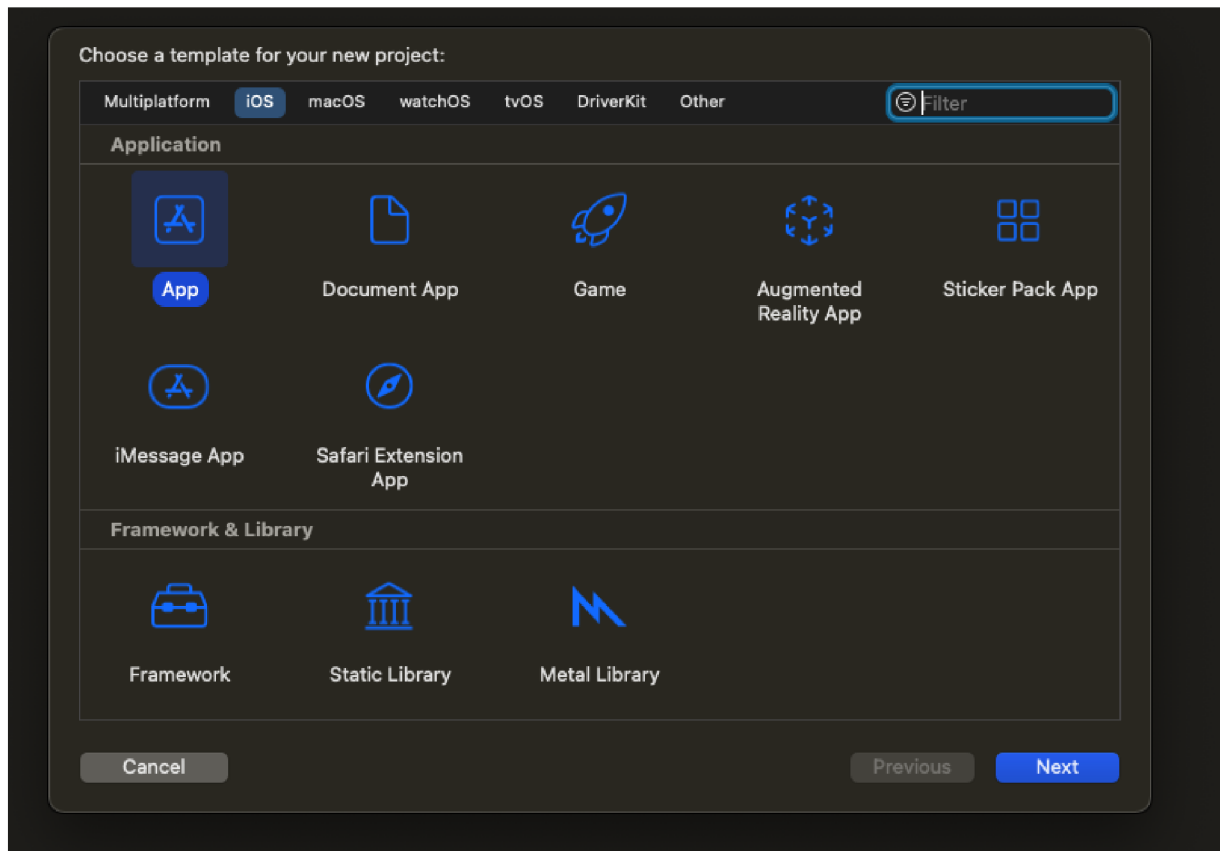 Choose a template for your new project:
Multiplatform iOS macOS watchOS tvOS DriverKit Other Filter
Application
App Document App Game Augmented Reality App Sticker Pack App
iMessage App Safari Extension App
Framework & Library
Framework Static Library Metal Library
Cancel Previous Next